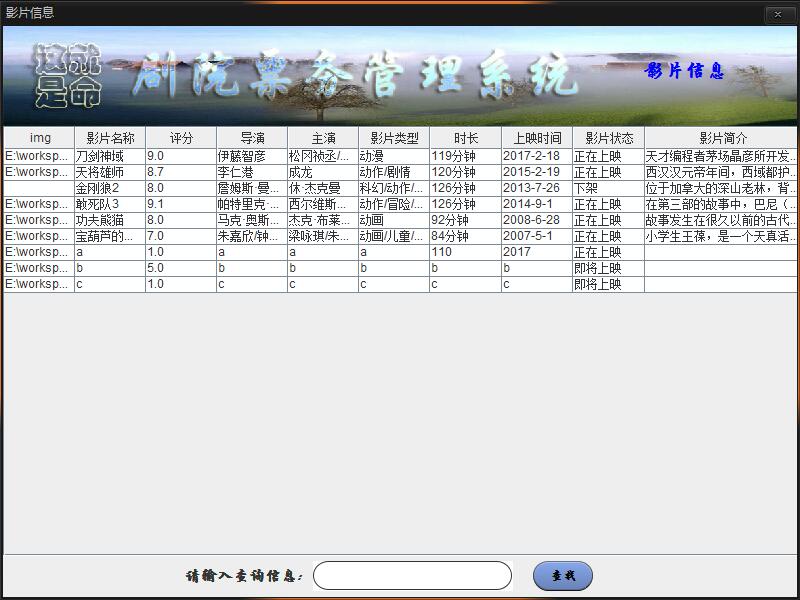 影片信息
这就是命
剧院票务管理系统
影片信息
img 影片名称 评分 导演 主演 影片类型 时长 上映时间 影片状态 影片简介
E:\worksp... 刀剑神域 9.0 伊藤智彦 松冈祯丞/... 动漫 119分钟 2017-2-18 正在上映 天才编程者茅场晶彦所开发...
E:\worksp... 天将雄师 8.7 李仁港 成龙 动作/剧情 120分钟 2015-2-19 正在上映 西汉汉元帝年间，西域都护...
金刚狼2 8.0 詹姆斯·曼... 休·杰克曼 科幻/动作/... 126分钟 2013-7-26 下架 位于加拿大的深山老林，背...
E:\worksp... 敢死队3 9.1 帕特里克·... 西尔维斯... 动作/冒险/... 126分钟 2014-9-1 正在上映 在第三部的故事中，巴尼（...
E:\worksp... 功夫熊猫 8.0 马克·奥斯... 杰克·布莱... 动画 92分钟 2008-6-28 正在上映 故事发生在很久以前的古代...
E:\worksp... 宝葫芦的... 7.0 朱嘉欣/钟... 梁咏琪/朱... 动画/儿童/... 84分钟 2007-5-1 正在上映 小学生王葆，是一个天真活...
E:\worksp... a 1.0 a a a 110 2017 正在上映
E:\worksp... b 5.0 b b b b b 即将上映
E:\worksp... c 1.0 c c c c c 即将上映
请输入查询信息: 查找